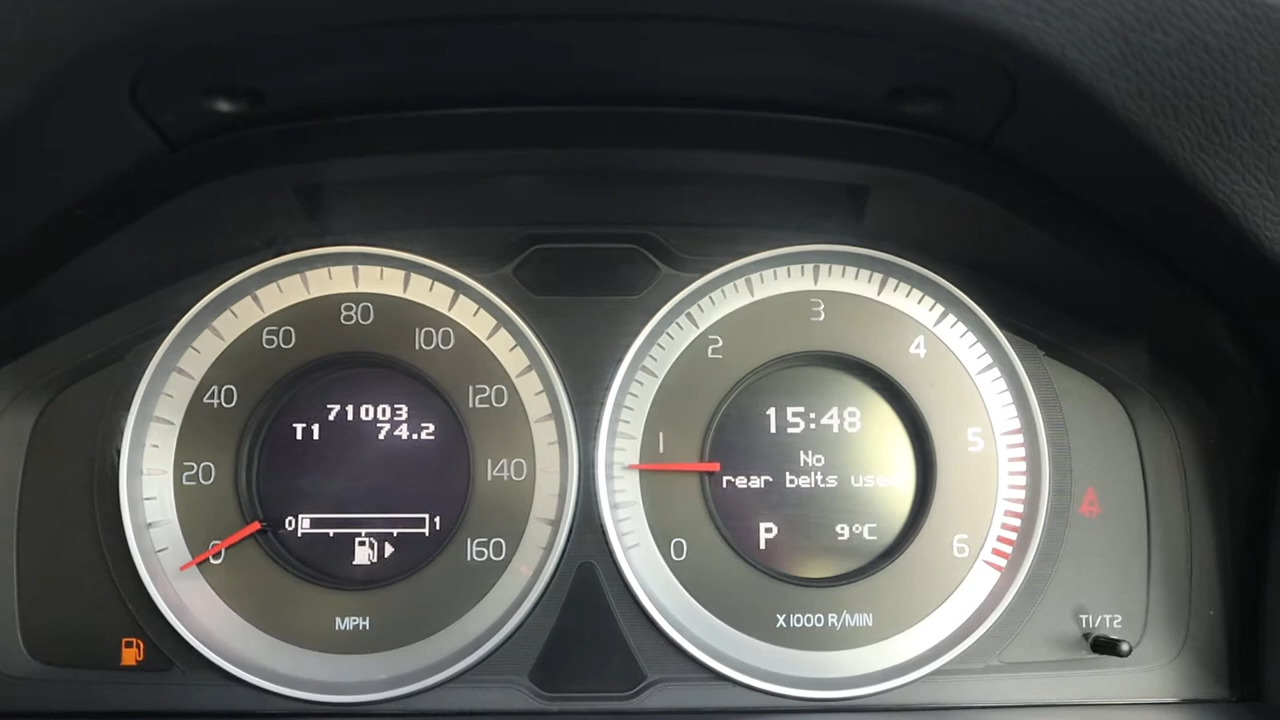 80
60 100
40 120
20 140
0 160
71003
T1 74.2
0 1
MPH
3
2 4
1 5
0 6
15:48
No
rear belts used
P 9°C
X1000 R/MIN
T1/T2